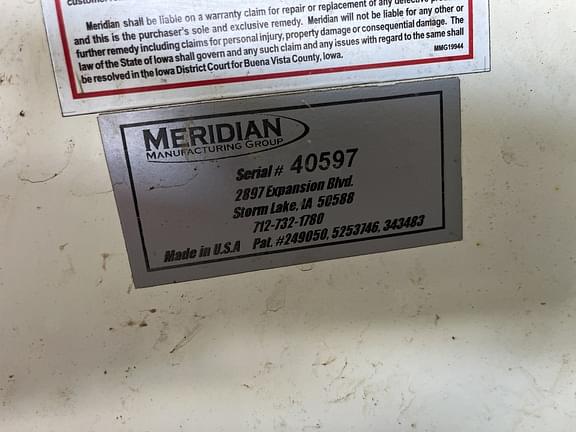 Meridian shall be liable on a warranty claim for repair or replacement of any defective
and this is the purchaser's sole and exclusive remedy. Meridian will not be liable for any other or
further remedy including claims for personal injury, property damage or consequential damage. The
law of the State of Iowa shall govern and any such claim and any issues with regard to the same shall
be resolved in the Iowa District Court for Buena Vista County, Iowa.
MMG19944
MERIDIAN
MANUFACTURING GROUP
Serial # 40597
2897 Expansion Blvd.
Storm Lake, IA 50588
712-732-1780
Made in U.S.A Pat. #249050, 5253746, 343483